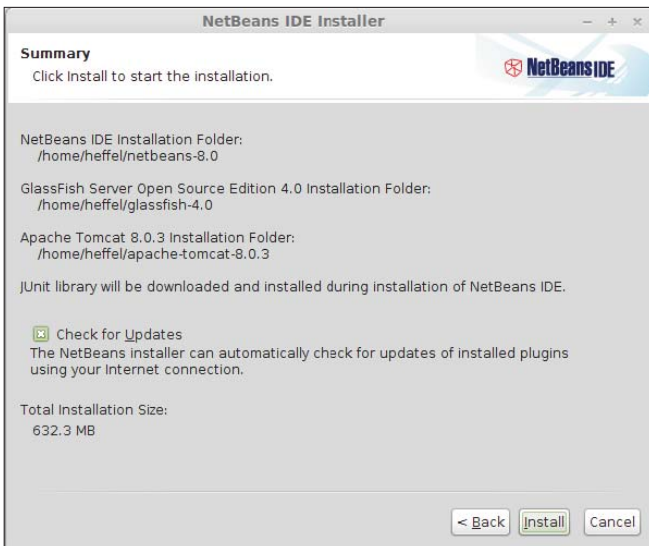 NetBeans IDE Installer
Summary
Click Install to start the installation.
NetBeans IDE
NetBeans IDE Installation Folder:
/home/heffel/netbeans-8.0
GlassFish Server Open Source Edition 4.0 Installation Folder:
/home/heffel/glassfish-4.0
Apache Tomcat 8.0.3 Installation Folder:
/home/heffel/apache-tomcat-8.0.3
JUnit library will be downloaded and installed during installation of NetBeans IDE.
Check for Updates
The NetBeans installer can automatically check for updates of installed plugins
using your Internet connection.
Total Installation Size:
632.3 MB
< Back Install Cancel